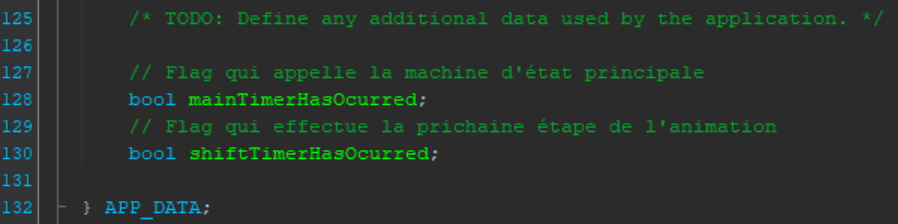 125 /* TODO: Define any additional data used by the application. */
126
127 // Flag qui appelle la machine d'état principale
128 bool mainTimerHasOcurred;
129 // Flag qui effectue la prichaine étape de l'animation
130 bool shiftTimerHasOcurred;
131
132 } APP_DATA;